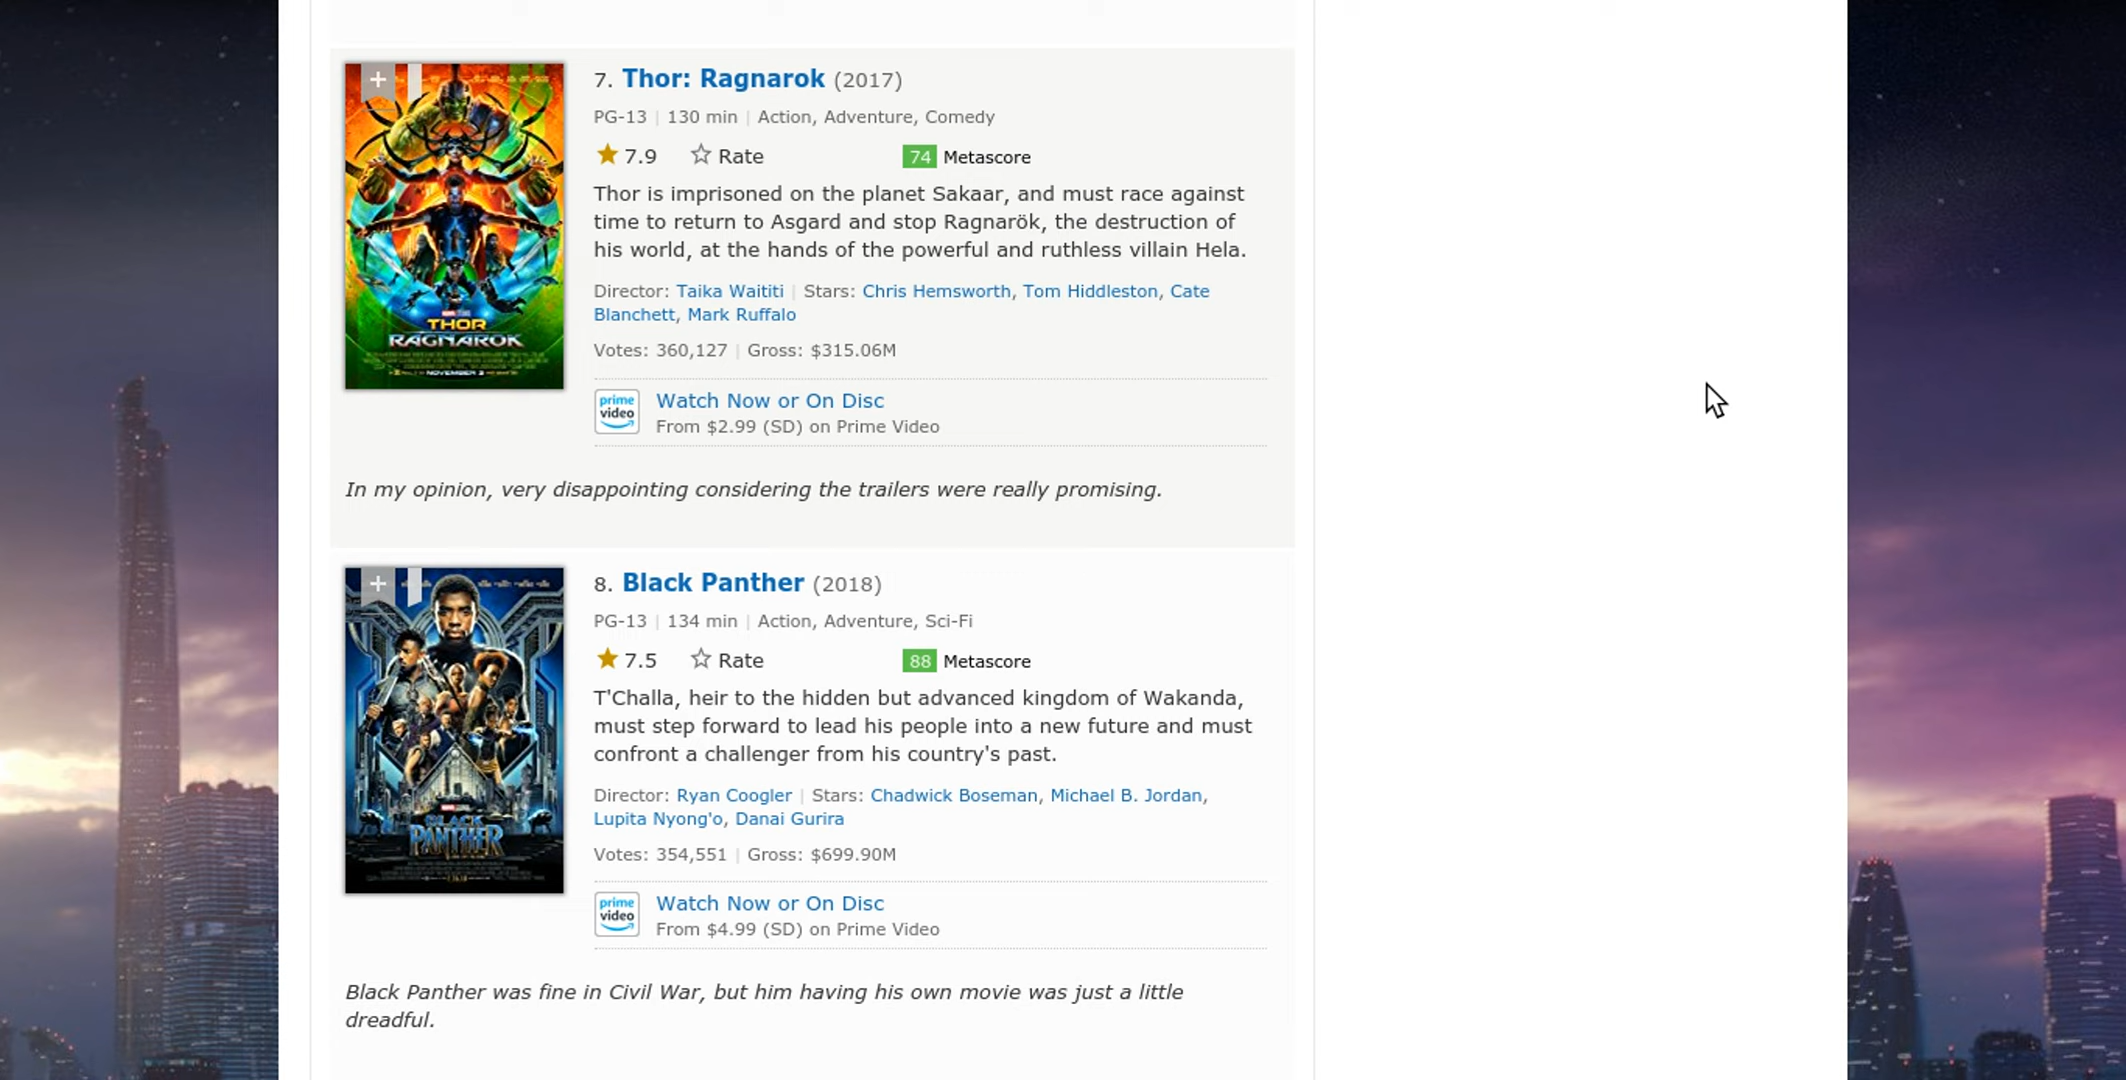 7. Thor: Ragnarok (2017)
PG-13 | 130 min | Action, Adventure, Comedy
7.9 Rate 74 Metascore
Thor is imprisoned on the planet Sakaar, and must race against
time to return to Asgard and stop Ragnarök, the destruction of
his world, at the hands of the powerful and ruthless villain Hela.
Director: Taika Waititi | Stars: Chris Hemsworth, Tom Hiddleston, Cate
Blanchett, Mark Ruffalo
Votes: 360,127 | Gross: $315.06M
THOR
RAGNAROK
NOVEMBER 3
prime
video
Watch Now or On Disc
From $2.99 (SD) on Prime Video
In my opinion, very disappointing considering the trailers were really promising.
8. Black Panther (2018)
PG-13 | 134 min | Action, Adventure, Sci-Fi
7.5 Rate 88 Metascore
T'Challa, heir to the hidden but advanced kingdom of Wakanda,
must step forward to lead his people into a new future and must
confront a challenger from his country's past.
Director: Ryan Coogler | Stars: Chadwick Boseman, Michael B. Jordan,
Lupita Nyong'o, Danai Gurira
Votes: 354,551 | Gross: $699.90M
BLACK
PANTHER
prime
video
Watch Now or On Disc
From $4.99 (SD) on Prime Video
Black Panther was fine in Civil War, but him having his own movie was just a little
dreadful.